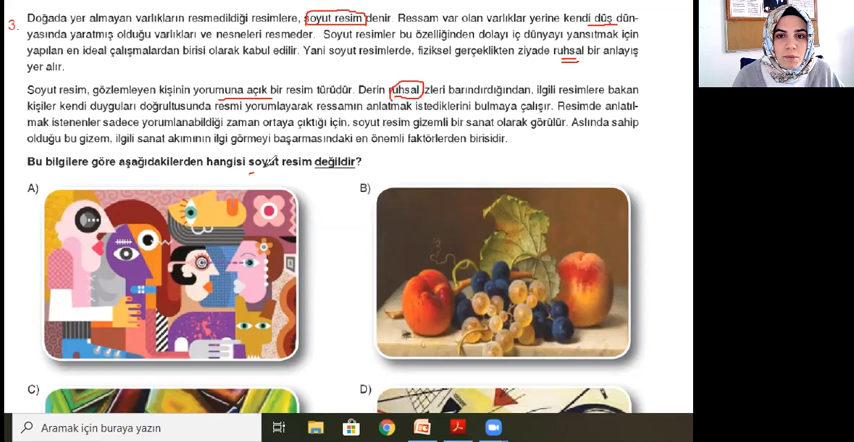 3.
Doğada yer almayan varlıkların resmedildiği resimlere, soyut resim denir. Ressam var olan varlıklar yerine kendi düş dün-
yasında yaratmış olduğu varlıkları ve nesneleri resmeder. Soyut resimler bu özelliğinden dolayı iç dünyayı yansıtmak için
yapılan en ideal çalışmalardan birisi olarak kabul edilir. Yani soyut resimlerde, fiziksel gerçeklikten ziyade ruhsal bir anlayış
yer alır.
Soyut resim, gözlemleyen kişinin yorumuna açık bir resim türüdür. Derin ruhsal izleri barındırdığından, ilgili resimlere bakan
kişiler kendi duyguları doğrultusunda resmi yorumlayarak ressamın anlatmak istediklerini bulmaya çalışır. Resimde anlatıl-
mak istenenler sadece yorumlanabildiği zaman ortaya çıktığı için, soyut resim gizemli bir sanat olarak görülür. Aslında sahip
olduğu bu gizem, ilgili sanat akımının ilgi görmeyi başarmasındaki en önemli faktörlerden birisidir.
Bu bilgilere göre aşağıdakilerden hangisi soyut resim değildir?
A)
B)
C)
D)
Aramak için buraya yazın